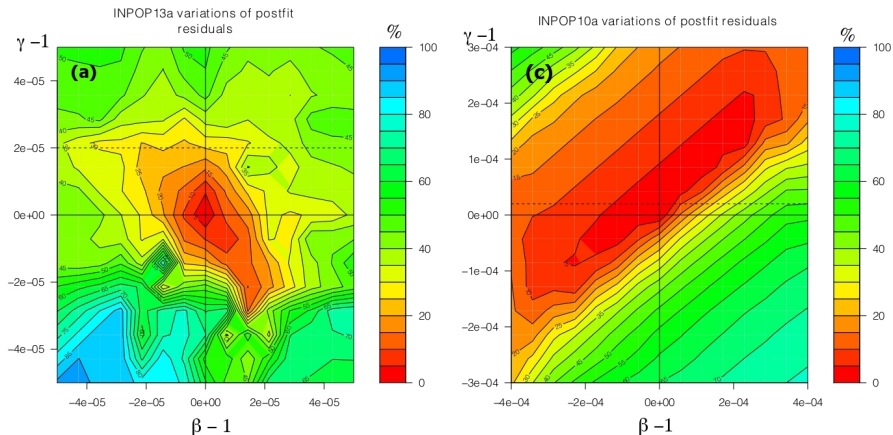 INPOP13a variations of postfit
residuals
γ −1
(a)
4e−05
2e−05
0e+00
−2e−05
−4e−05
−4e−05 0e+00 2e−05 4e−05
β − 1
%
100
80
60
40
20
0
INPOP10a variations of postfit residuals
γ −1
(c)
3e−04
2e−04
1e−04
0e+00
−1e−04
−2e−04
−3e−04
−4e−04 −2e−04 0e+00 2e−04 4e−04
β − 1
%
100
80
60
40
20
0